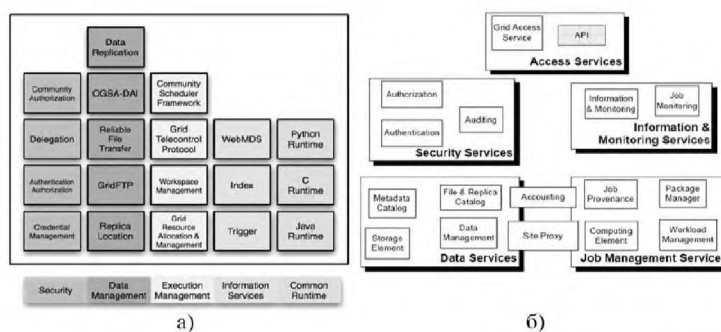 Data
Replication
Community
Authorization
OGSA-DAI
Community
Scheduler
Framework
Delegation
Reliable
File
Transfer
Grid
Telecontrol
Protocol
WebMDS
Python
Runtime
Authentication
Authorization
GridFTP
Workspace
Management
Index
C
Runtime
Credential
Management
Replica
Location
Grid
Resource
Allocation &
Management
Trigger
Java
Runtime
Security
Data
Management
Execution
Management
Information
Services
Common
Runtime
а)
Grid Access
Service
API
Access Services
Authorization
Authentication
Auditing
Security Services
Information
& Monitoring
Job
Monitoring
Information &
Monitoring Services
Metadata
Catalog
File & Replica
Catalog
Storage
Element
Data
Management
Data Services
Accounting
Site Proxy
Job
Provenance
Package
Manager
Computing
Element
Workload
Management
Job Management Service
б)